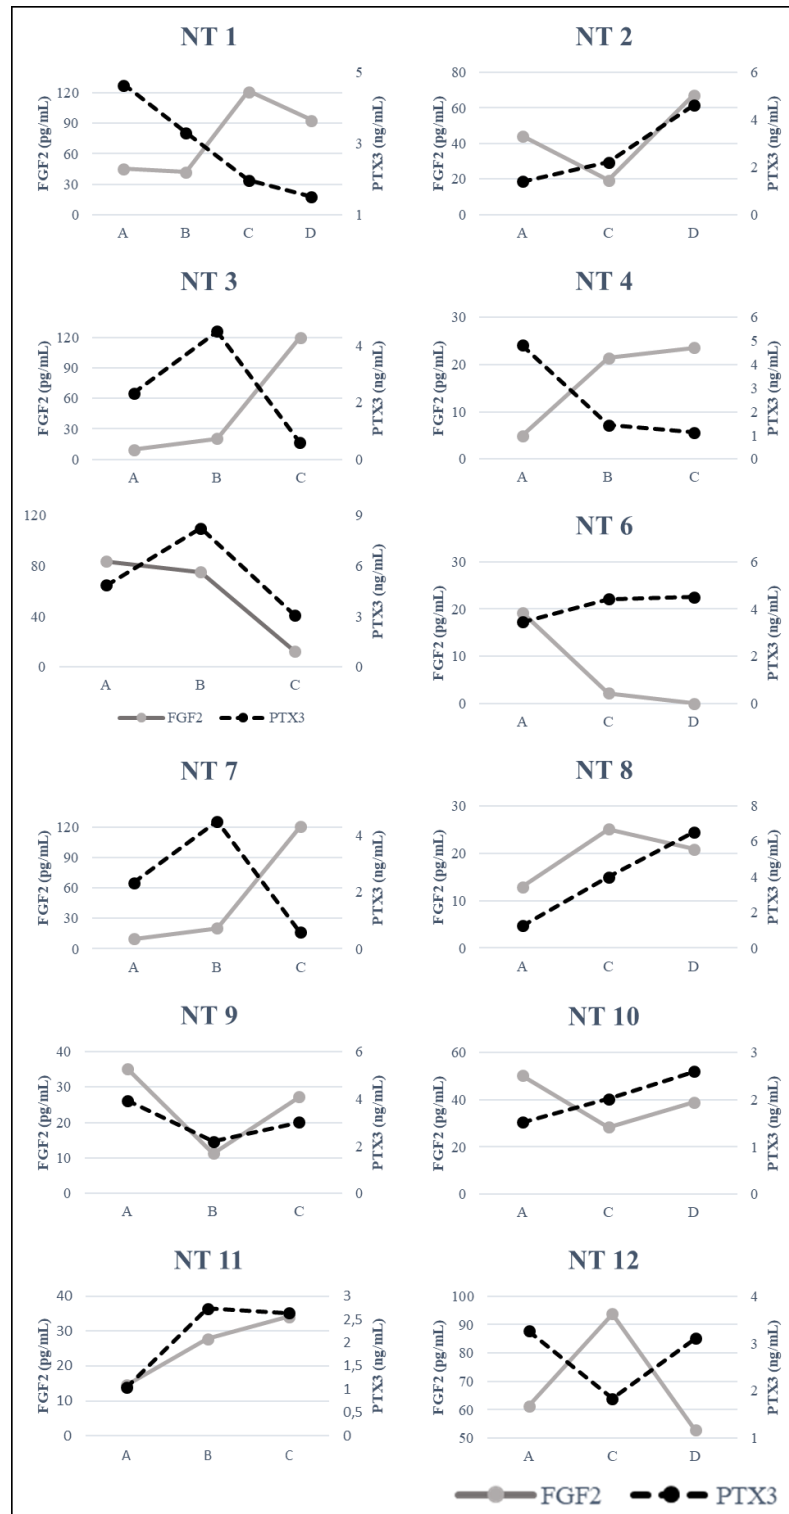 NT 1
NT 2
FGF2 (pg/mL)
120
90
60
30
0
5
3
1
PTX3 (ng/mL)
A B C D
FGF2 (pg/mL)
80
60
40
20
0
6
4
2
0
PTX3 (ng/mL)
A C D
NT 3
NT 4
FGF2 (pg/mL)
120
90
60
30
0
4
2
0
PTX3 (ng/mL)
A B C
FGF2 (pg/mL)
30
20
10
0
6
5
4
3
2
1
0
PTX3 (ng/mL)
A B C
120
80
40
0
9
6
3
0
PTX3 (ng/mL)
A B C
FGF2 PTX3
NT 6
FGF2 (pg/mL)
30
20
10
0
6
4
2
0
PTX3 (ng/mL)
A C D
NT 7
NT 8
FGF2 (pg/mL)
120
90
60
30
0
4
2
0
PTX3 (ng/mL)
A B C
FGF2 (pg/mL)
30
20
10
0
8
6
4
2
0
PTX3 (ng/mL)
A C D
NT 9
NT 10
FGF2 (pg/mL)
40
30
20
10
0
6
4
2
0
PTX3 (ng/mL)
A B C
FGF2 (pg/mL)
60
40
20
0
3
2
1
0
PTX3 (ng/mL)
A C D
NT 11
NT 12
FGF2 (pg/mL)
40
30
20
10
0
3
2,5
2
1,5
1
0,5
0
PTX3 (ng/mL)
A B C
FGF2 (pg/mL)
100
90
80
70
60
50
4
3
2
1
PTX3 (ng/mL)
A C D
FGF2 PTX3